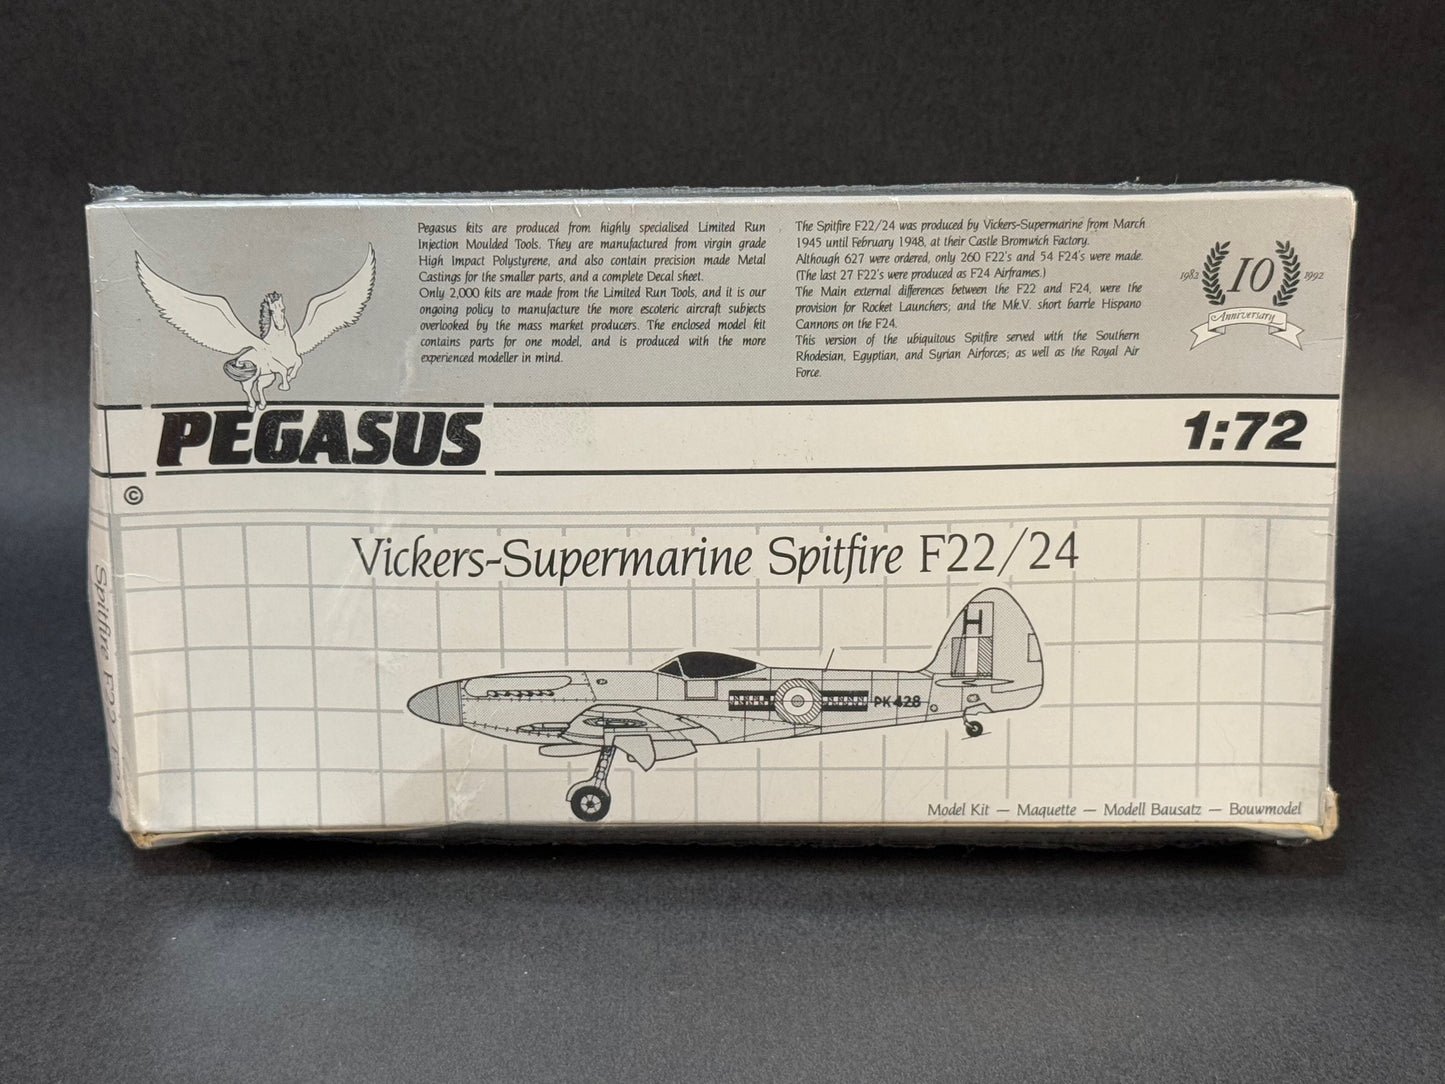 Pegasus kits are produced from highly specialised Limited Run
Injection Moulded Tools. They are manufactured from virgin grade
High Impact Polystyrene, and also contain precision made Metal
Castings for the smaller parts, and a complete Decal sheet.
Only 2,000 kits are made from the Limited Run Tools, and it is our
ongoing policy to manufacture the more escoteric aircraft subjects
overlooked by the mass market producers. The enclosed model kit
contains parts for one model, and is produced with the more
experienced modeller in mind.
The Spitfire F22/24 was produced by Vickers-Supermarine from March
1945 until February 1948, at their Castle Bromwich Factory.
Although 627 were ordered, only 260 F22's and 54 F24's were made.
(The last 27 F22's were produced as F24 Airframes.)
The Main external differences between the F22 and F24, were the
provision for Rocket Launchers; and the Mk.V. short barrle Hispano
Cannons on the F24.
This version of the ubiquitous Spitfire served with the Southern
Rhodesian, Egyptian, and Syrian Airforces; as well as the Royal Air
Force.
1982 10 1992
Anniversary
PEGASUS
1:72
©
Vickers-Supermarine Spitfire F22/24
H
PK428
Model Kit — Maquette — Modell Bausatz — Bouwmodel
Spitfire F22/F24